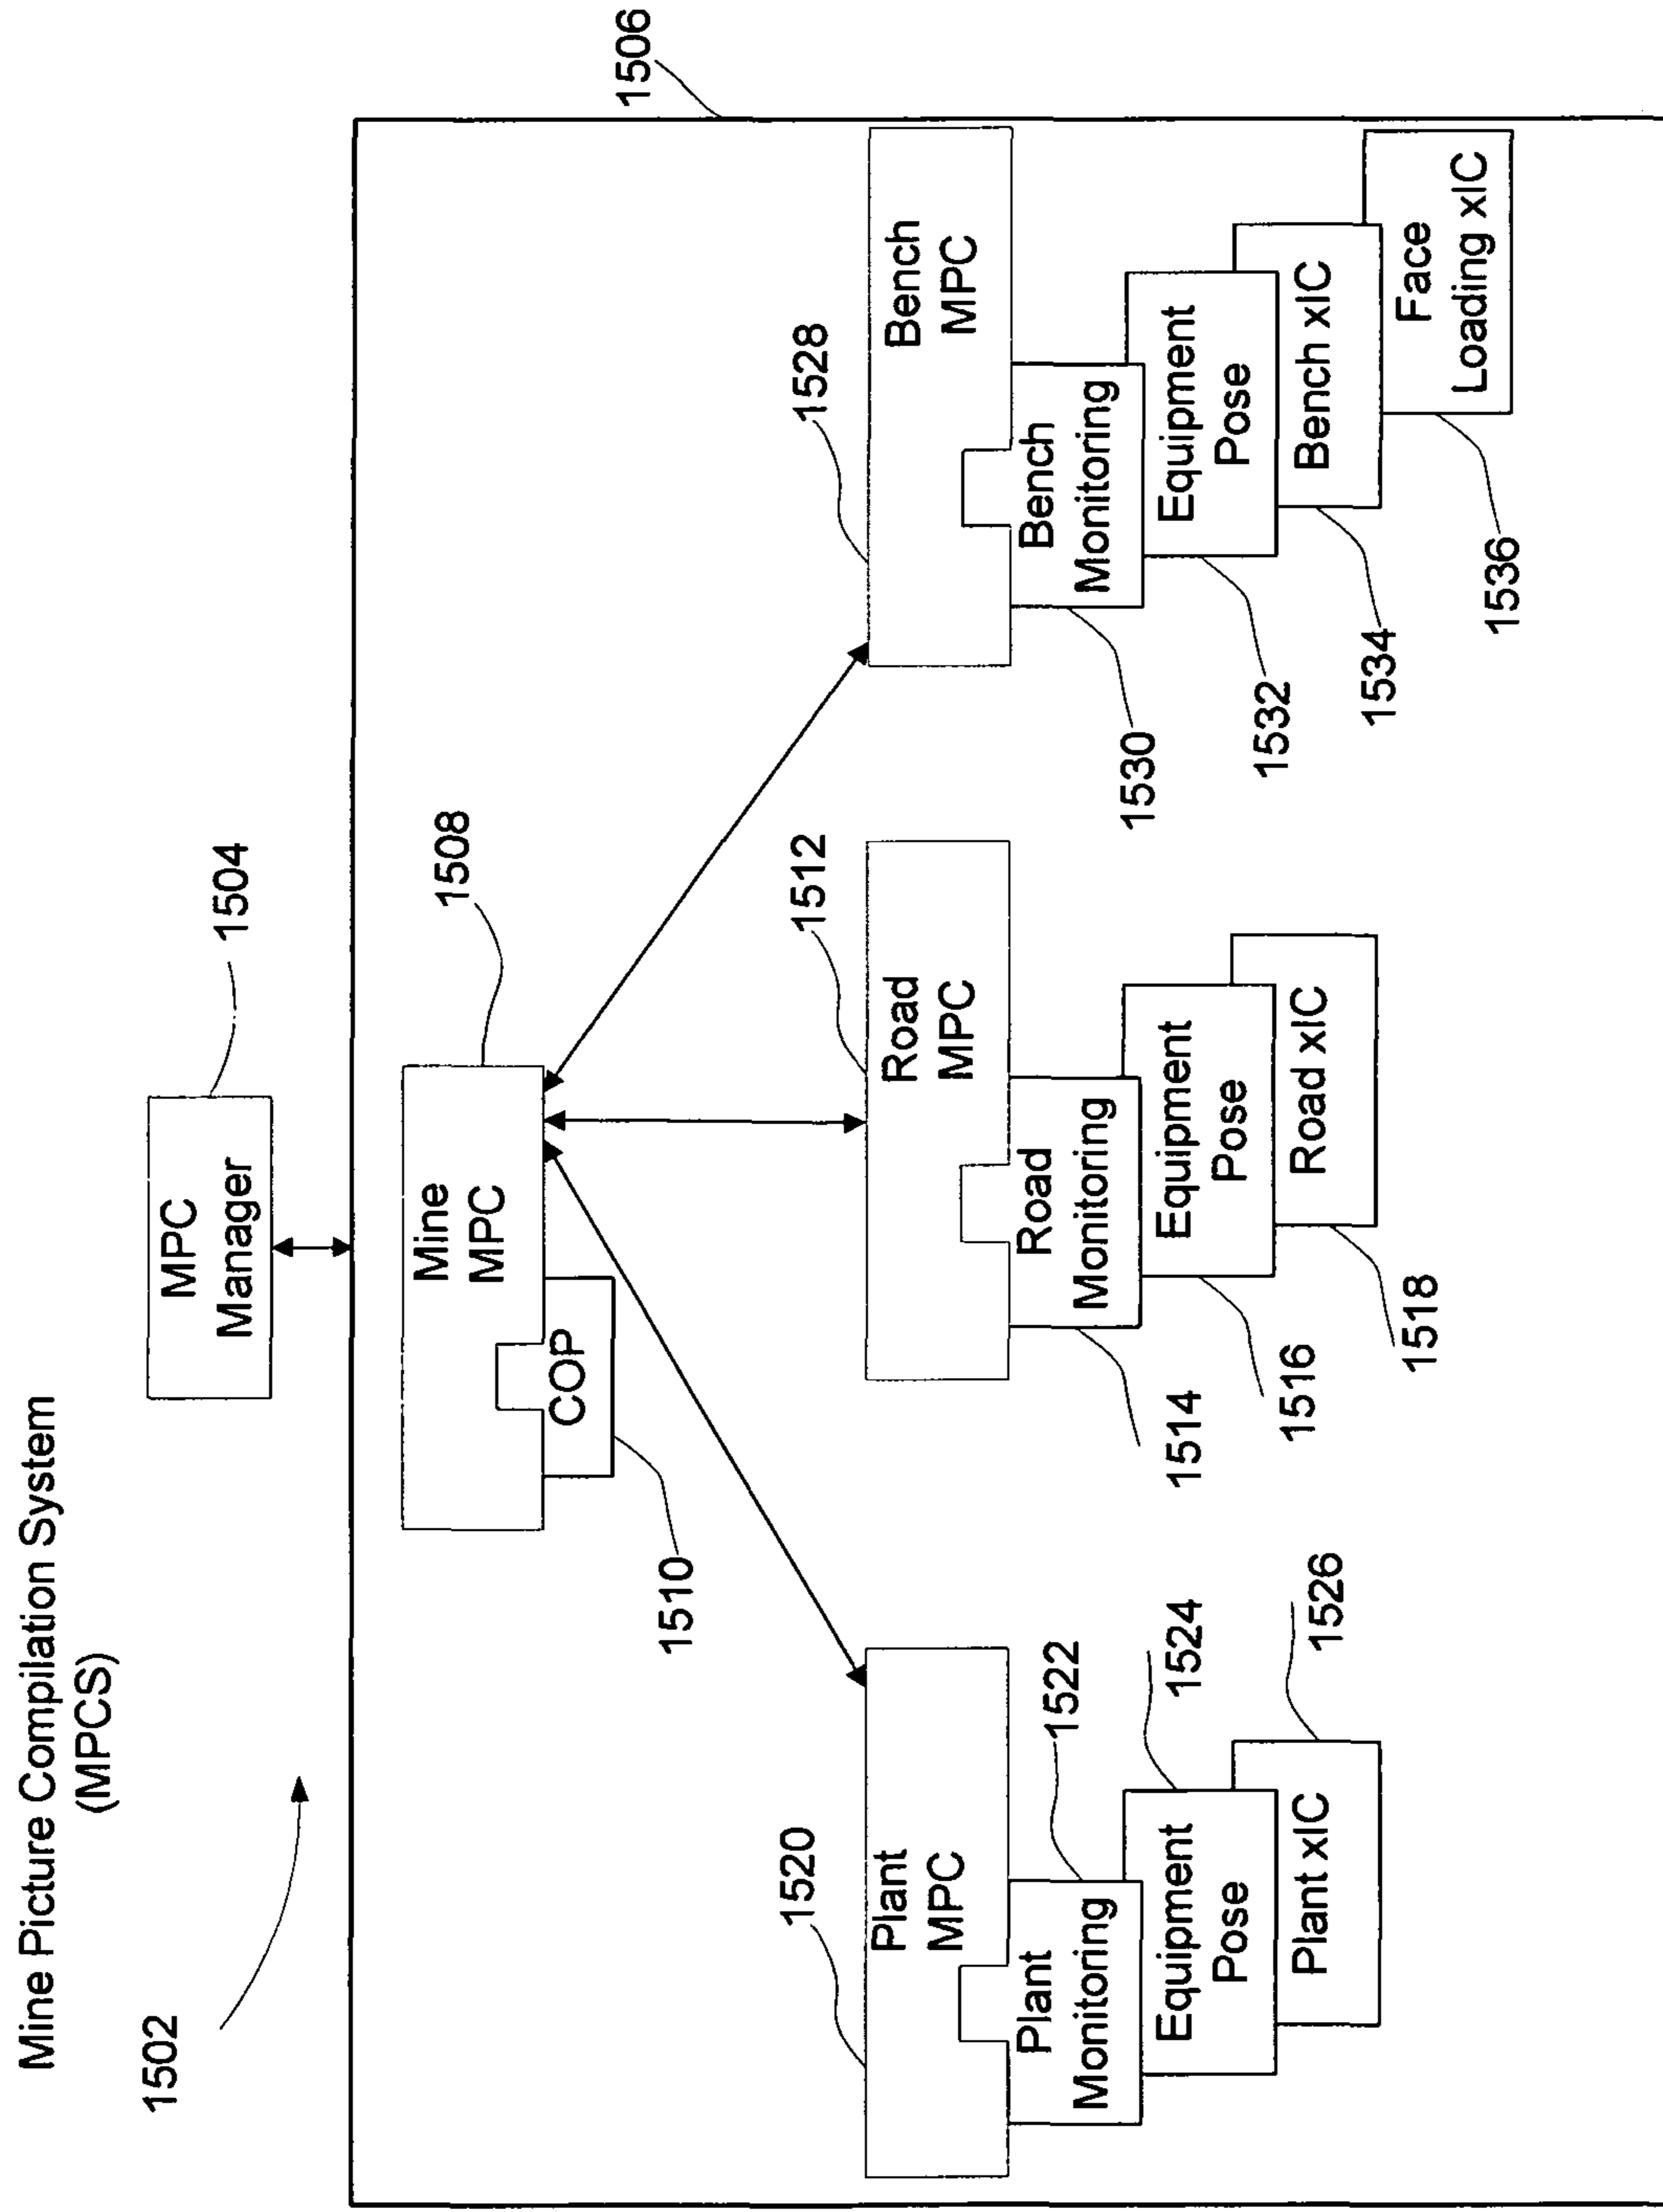 Mine Picture Compilation System
(MPCS)
1502
MPC
Manager
1504
1506
Mine
MPC
1508
COP
1510
Plant
MPC
1520
Plant
Monitoring
1522
Equipment
Pose
1524
Plant xIC
1526
Road
MPC
1512
Road
Monitoring
1514
Equipment
Pose
1516
Road xIC
1518
Bench
MPC
1528
Bench
Monitoring
1530
Equipment
Pose
1532
Bench xIC
1534
Face
Loading xIC
1536